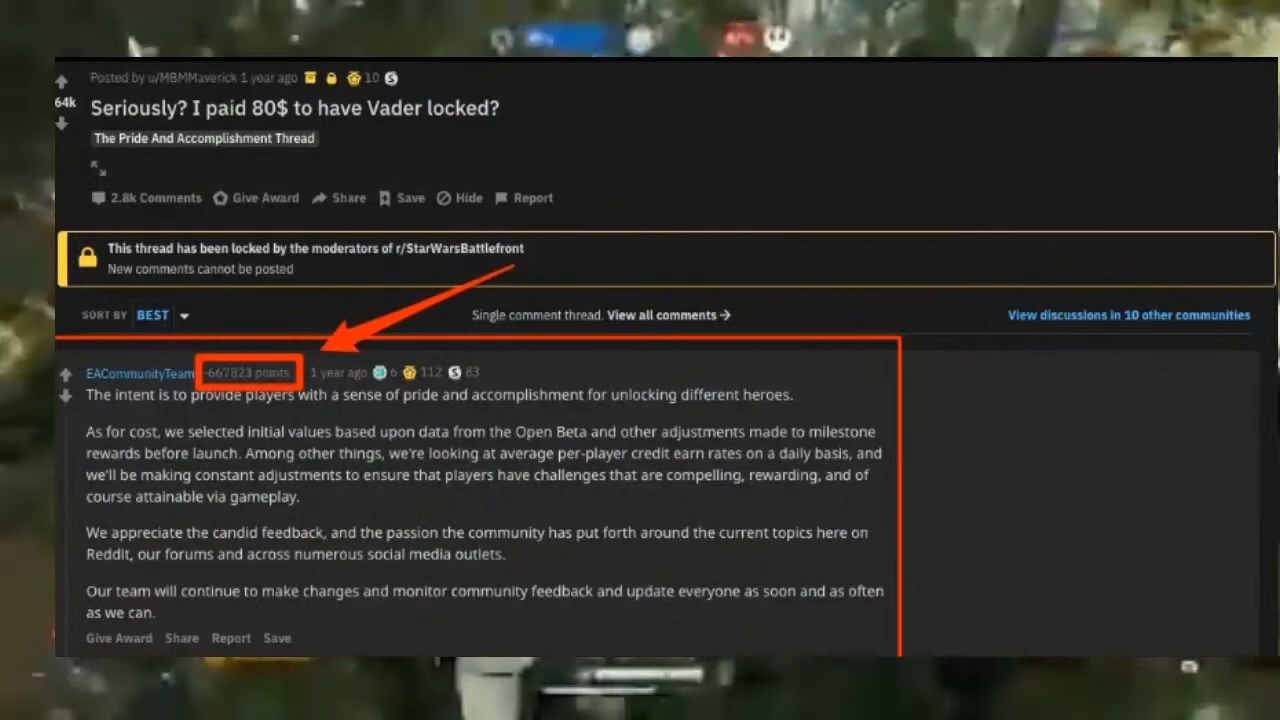 Posted by u/MBMMaverick 1 year ago 10
64k
Seriously? I paid 80$ to have Vader locked?
The Pride And Accomplishment Thread
2.8k Comments Give Award Share Save Hide Report
This thread has been locked by the moderators of r/StarWarsBattlefront
New comments cannot be posted
SORT BY BEST Single comment thread. View all comments → View discussions in 10 other communities
EACommunityTeam -667823 points 1 year ago 6 112 83
The intent is to provide players with a sense of pride and accomplishment for unlocking different heroes.
As for cost, we selected initial values based upon data from the Open Beta and other adjustments made to milestone
rewards before launch. Among other things, we're looking at average per-player credit earn rates on a daily basis, and
we'll be making constant adjustments to ensure that players have challenges that are compelling, rewarding, and of
course attainable via gameplay.
We appreciate the candid feedback, and the passion the community has put forth around the current topics here on
Reddit, our forums and across numerous social media outlets.
Our team will continue to make changes and monitor community feedback and update everyone as soon and as often
as we can.
Give Award Share Report Save